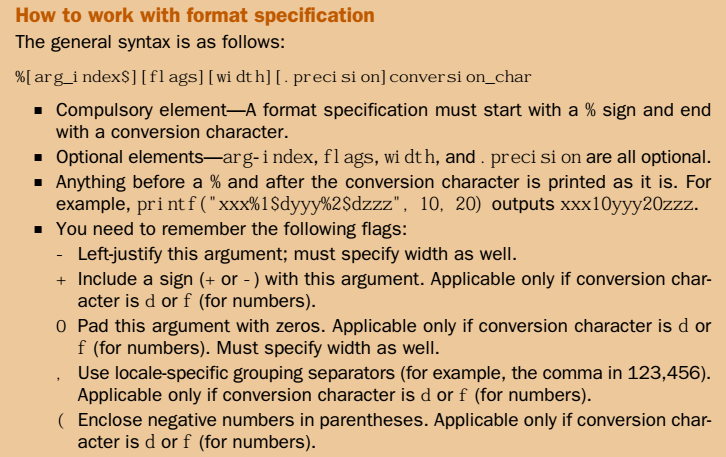 How to work with format specification
The general syntax is as follows:
%[arg_index$][flags][width][.precision]conversion_char
■ Compulsory element—A format specification must start with a % sign and end
with a conversion character.
■ Optional elements—arg-index, flags, width, and .precision are all optional.
■ Anything before a % and after the conversion character is printed as it is. For
example, printf("xxx%1$dyyy%2$dzzz", 10, 20) outputs xxx10yyy20zzz.
■ You need to remember the following flags:
- Left-justify this argument; must specify width as well.
+ Include a sign (+ or -) with this argument. Applicable only if conversion char-
acter is d or f (for numbers).
0 Pad this argument with zeros. Applicable only if conversion character is d or
f (for numbers). Must specify width as well.
, Use locale-specific grouping separators (for example, the comma in 123,456).
Applicable only if conversion character is d or f (for numbers).
( Enclose negative numbers in parentheses. Applicable only if conversion char-
acter is d or f (for numbers).